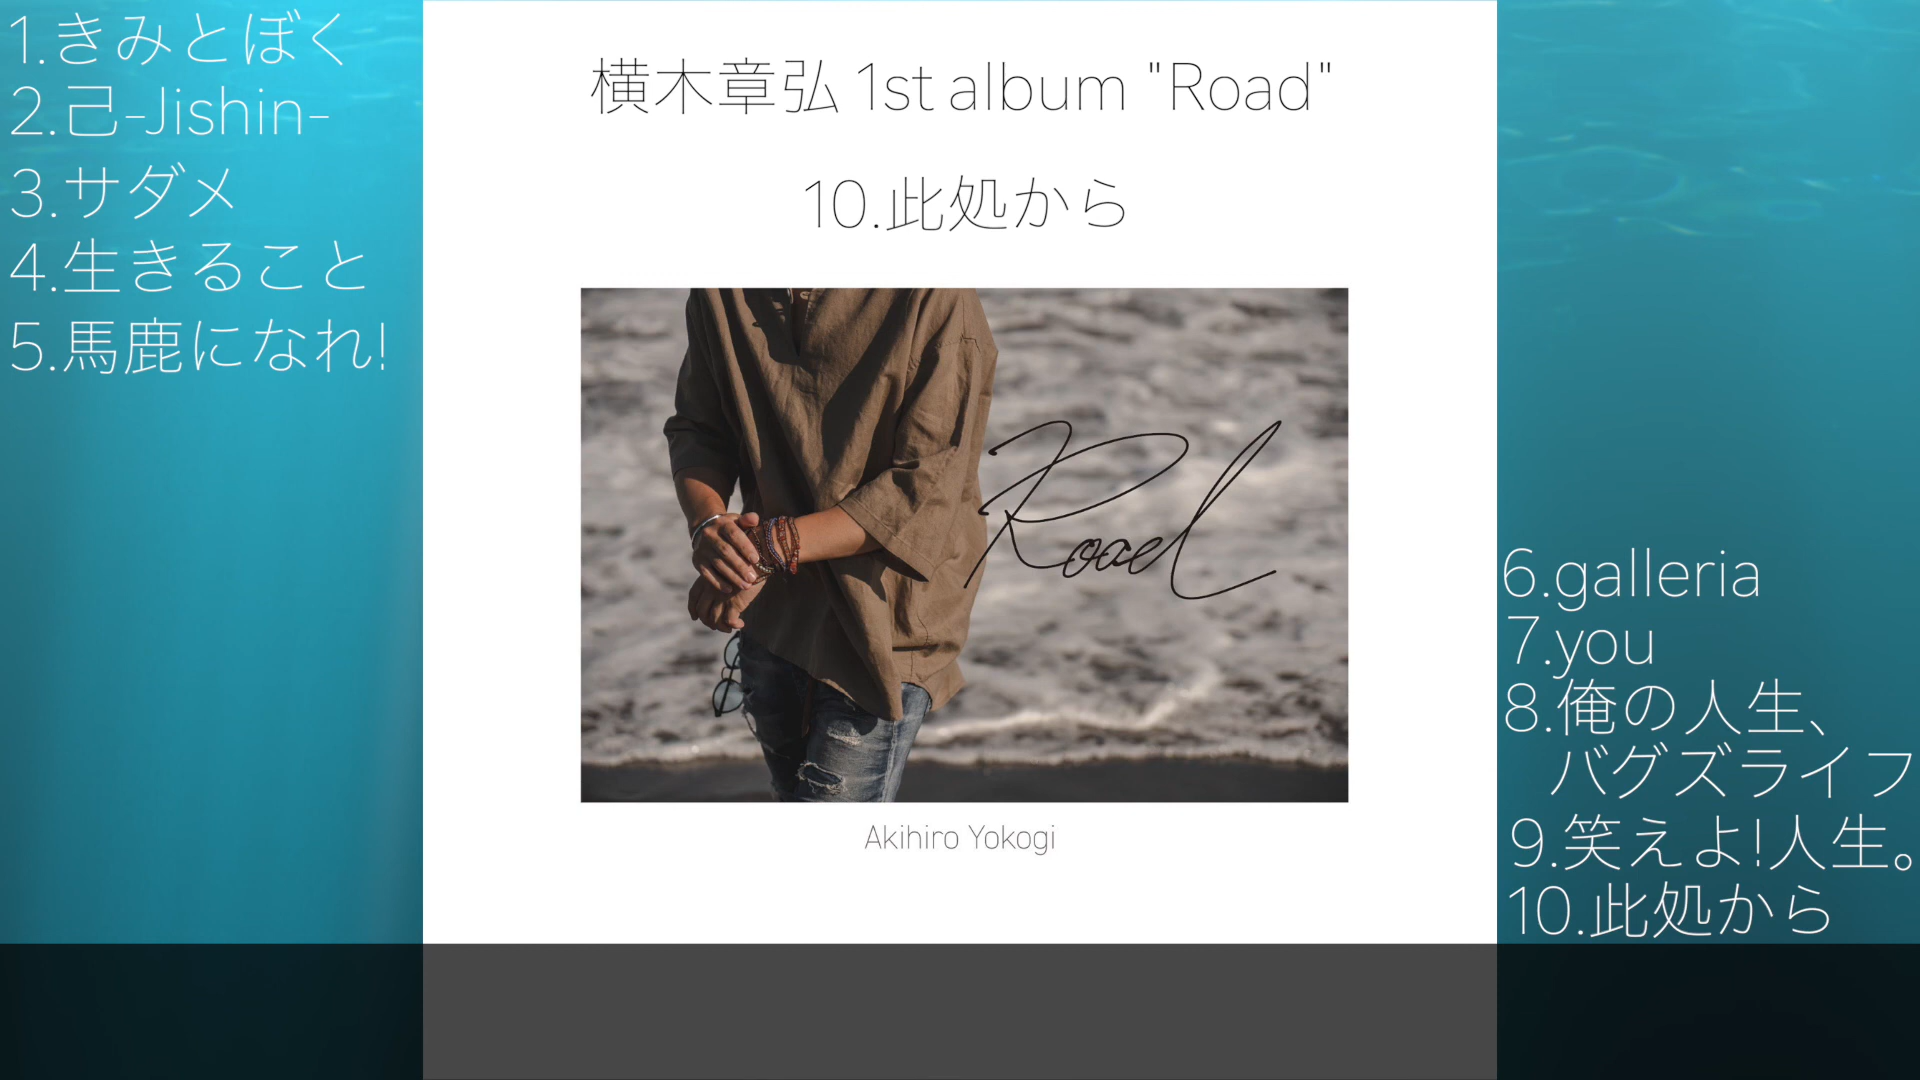 1.きみとぼく
2.己-Jishin-
3.サダメ
4.生きること
5.馬鹿になれ!
横木章弘 1st album "Road"
10.此処から
Road
Akihiro Yokogi
6.galleria
7.you
8.俺の人生、
バグズライフ
9.笑えよ!人生。
10.此処から